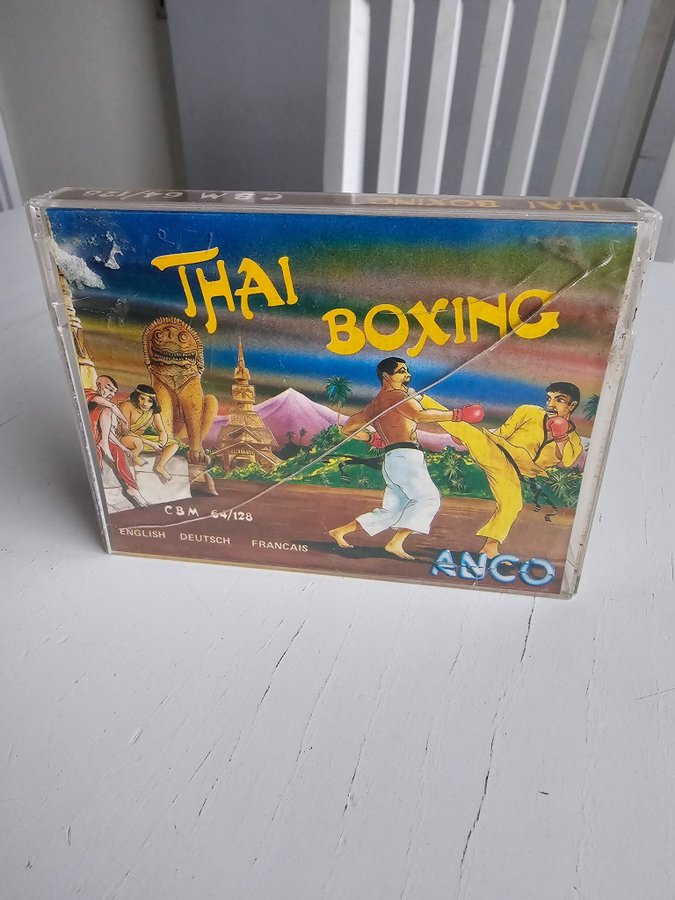 CBM 64/128 THAI BOXING
THAI
BOXING
CBM 64/128
ENGLISH DEUTSCH FRANCAIS
ANCO